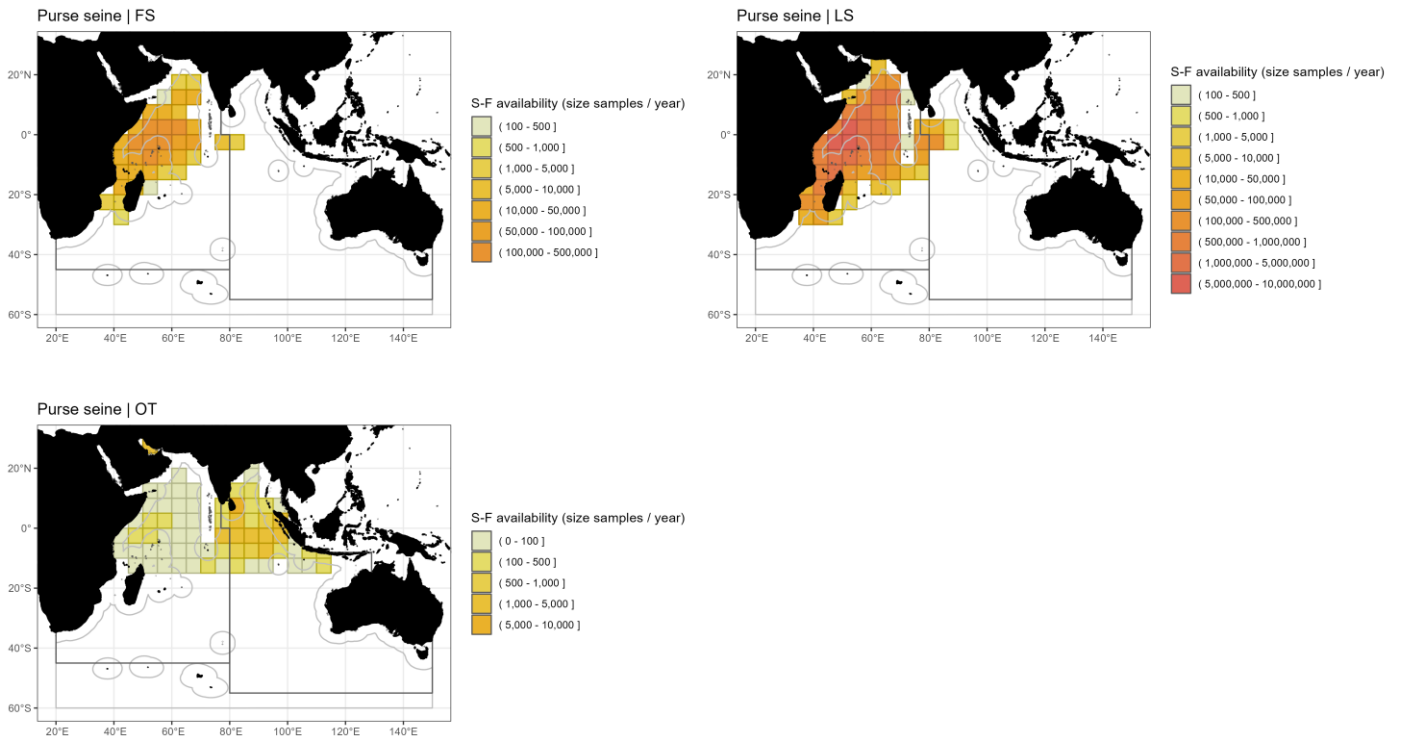 Purse seine | FS
20°N
0°
20°S
40°S
60°S
20°E 40°E 60°E 80°E 100°E 120°E 140°E
S-F availability (size samples / year)
( 100 - 500 ]
( 500 - 1,000 ]
( 1,000 - 5,000 ]
( 5,000 - 10,000 ]
( 10,000 - 50,000 ]
( 50,000 - 100,000 ]
( 100,000 - 500,000 ]
Purse seine | LS
20°N
0°
20°S
40°S
60°S
20°E 40°E 60°E 80°E 100°E 120°E 140°E
S-F availability (size samples / year)
( 100 - 500 ]
( 500 - 1,000 ]
( 1,000 - 5,000 ]
( 5,000 - 10,000 ]
( 10,000 - 50,000 ]
( 50,000 - 100,000 ]
( 100,000 - 500,000 ]
( 500,000 - 1,000,000 ]
( 1,000,000 - 5,000,000 ]
( 5,000,000 - 10,000,000 ]
Purse seine | OT
20°N
0°
20°S
40°S
60°S
20°E 40°E 60°E 80°E 100°E 120°E 140°E
S-F availability (size samples / year)
( 0 - 100 ]
( 100 - 500 ]
( 500 - 1,000 ]
( 1,000 - 5,000 ]
( 5,000 - 10,000 ]